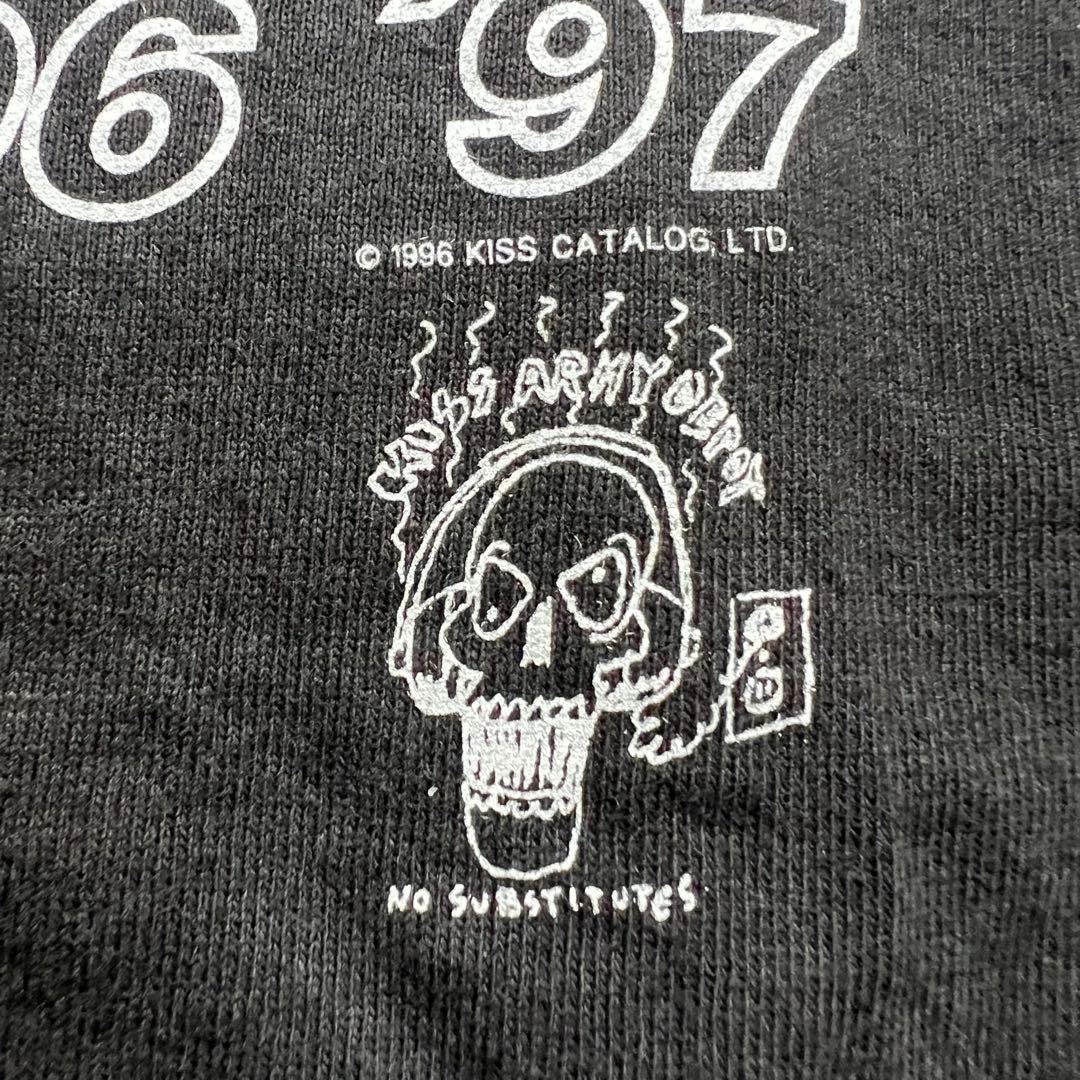 96 '97
© 1996 KISS CATALOG, LTD.
KISS ARMY DEPOT
NO SUBSTITUTES